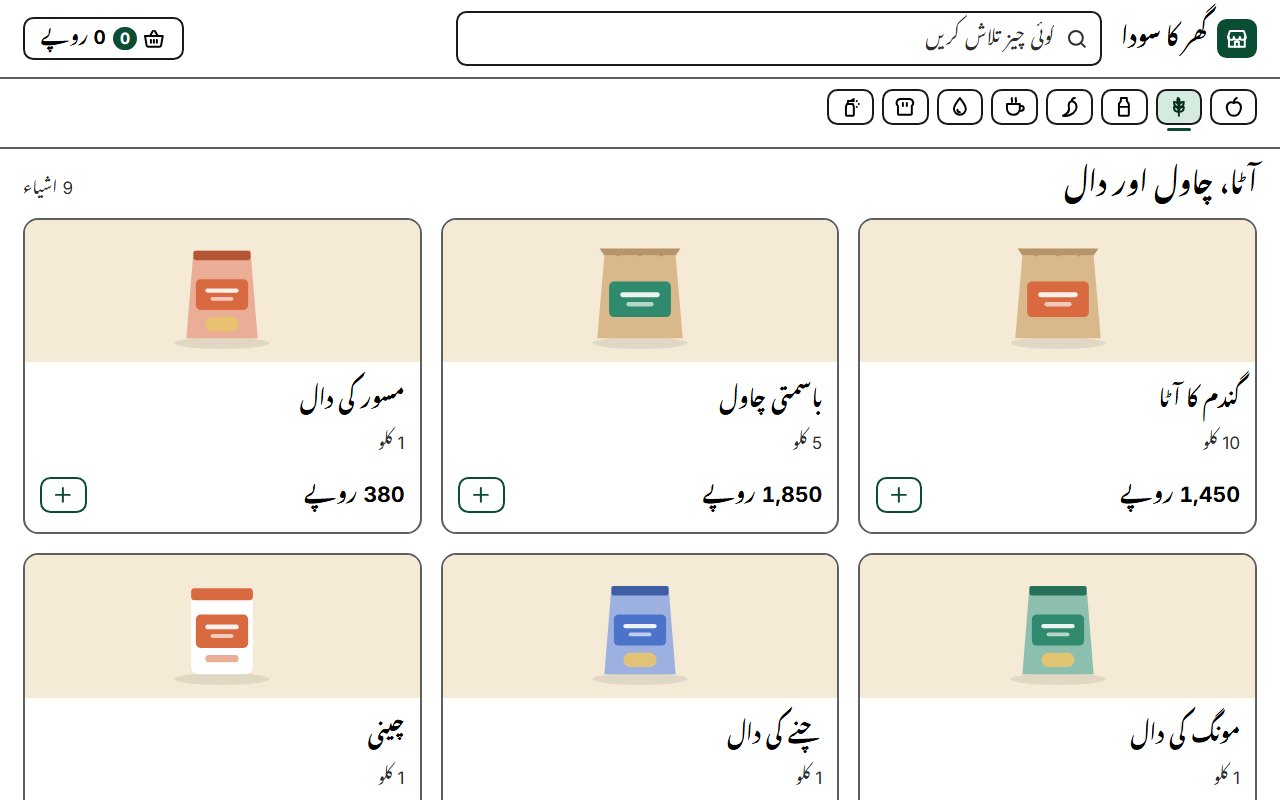 گھر کا سودا
کوئی چیز تلاش کریں
0 0 روپے
آٹا، چاول اور دال
9 اشیاء
گندم کا آٹا
10 کلو
1,450 روپے
باسمتی چاول
5 کلو
1,850 روپے
مسور کی دال
1 کلو
380 روپے
مونگ کی دال
1 کلو
چنے کی دال
1 کلو
چینی
1 کلو